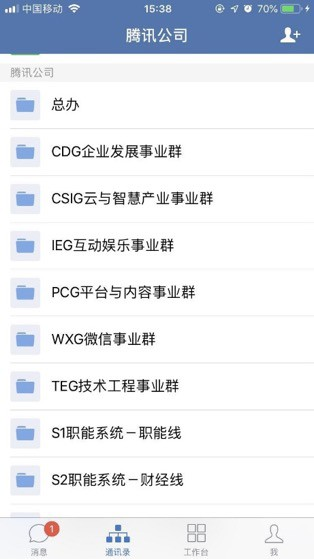 中国移动
15:38
70%
腾讯公司
腾讯公司
总办
CDG企业发展事业群
CSIG云与智慧产业事业群
IEG互动娱乐事业群
PCG平台与内容事业群
WXG微信事业群
TEG技术工程事业群
S1职能系统－职能线
S2职能系统－财经线
1
消息
通讯录
工作台
我